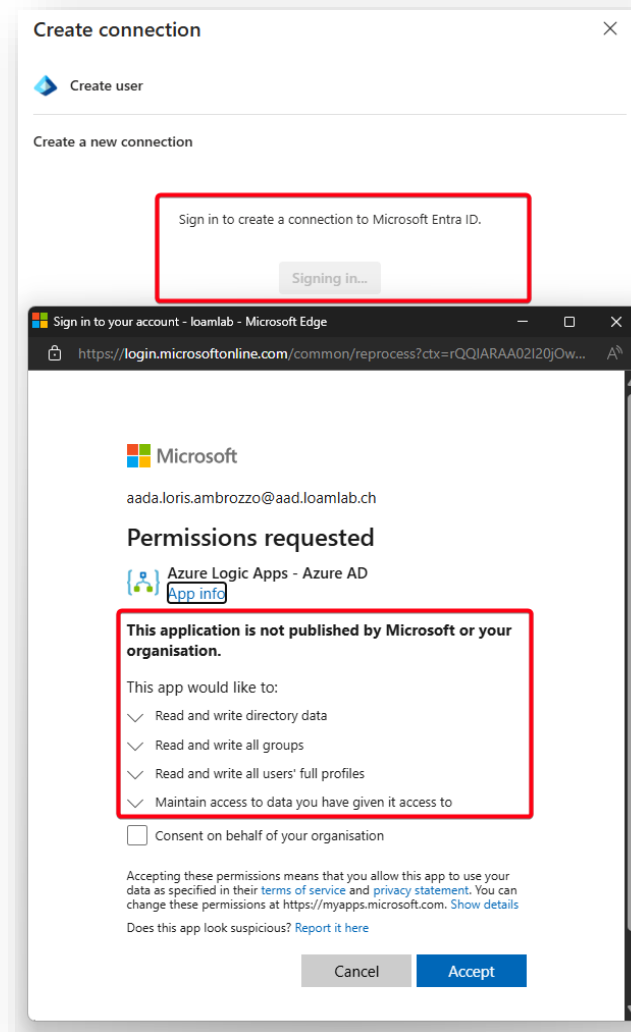 Create connection
Create user
Create a new connection
Sign in to create a connection to Microsoft Entra ID.
Signing in...
Sign in to your account - loamlab - Microsoft Edge
https://login.microsoftonline.com/common/reprocess?ctx=rQQIARAA02I20jOw...
Microsoft
aada.loris.ambrozzo@aad.loamlab.ch
Permissions requested
Azure Logic Apps - Azure AD
App info
This application is not published by Microsoft or your
organisation.
This app would like to:
Read and write directory data
Read and write all groups
Read and write all users' full profiles
Maintain access to data you have given it access to
Consent on behalf of your organisation
Accepting these permissions means that you allow this app to use your
data as specified in their terms of service and privacy statement. You can
change these permissions at https://myapps.microsoft.com. Show details
Does this app look suspicious? Report it here
Cancel
Accept